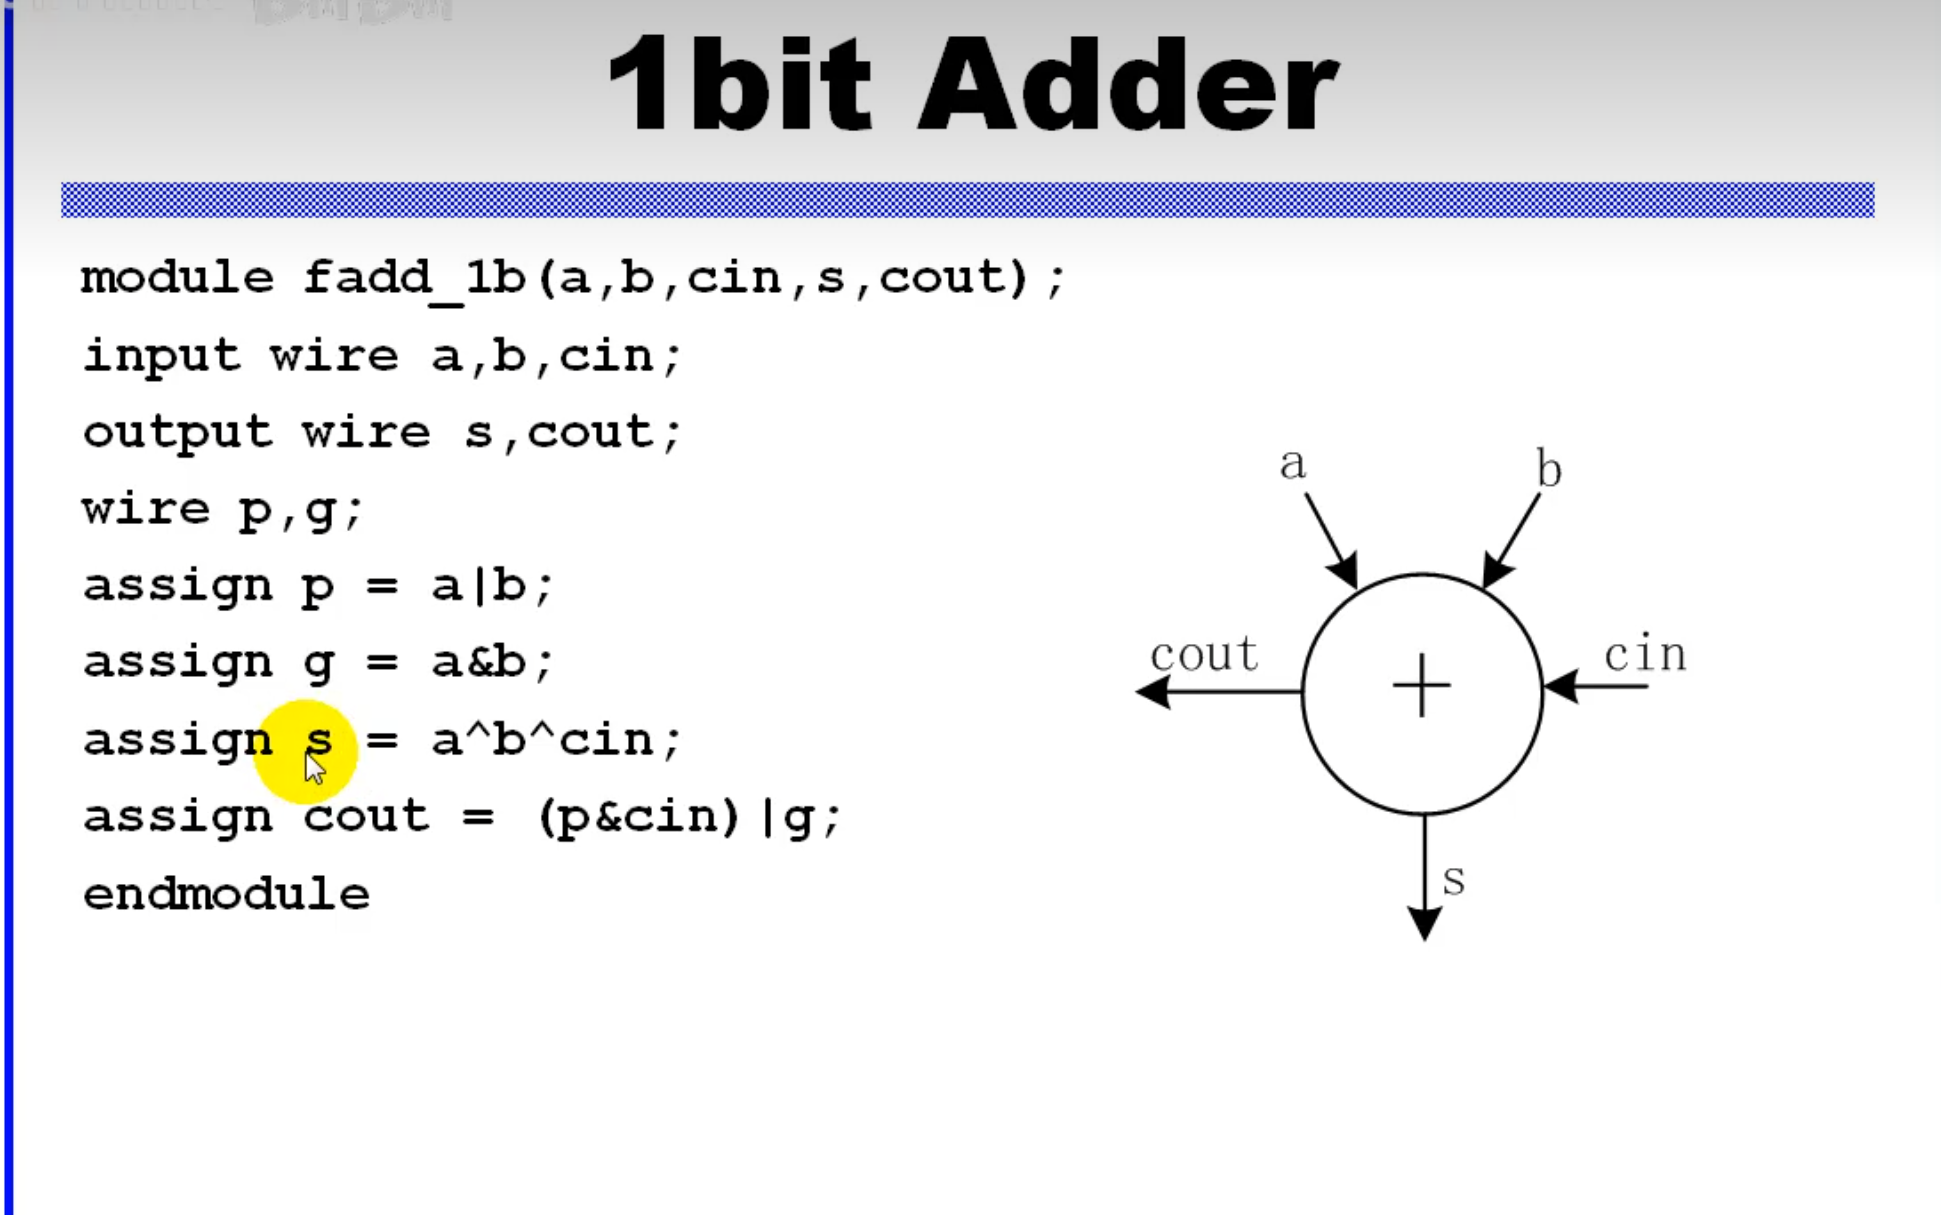 1bit Adder
module fadd_1b(a,b,cin,s,cout);
input wire a,b,cin;
output wire s,cout;
wire p,g;
assign p = a|b;
assign g = a&b;
assign s = a^b^cin;
assign cout = (p&cin)|g;
endmodule
a
b
cout
+
cin
s